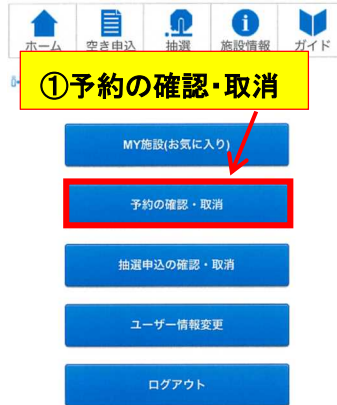 ホーム 空き申込 抽選 施設情報 ガイド
①予約の確認・取消
MY施設(お気に入り)
予約の確認・取消
抽選申込の確認・取消
ユーザー情報変更
ログアウト